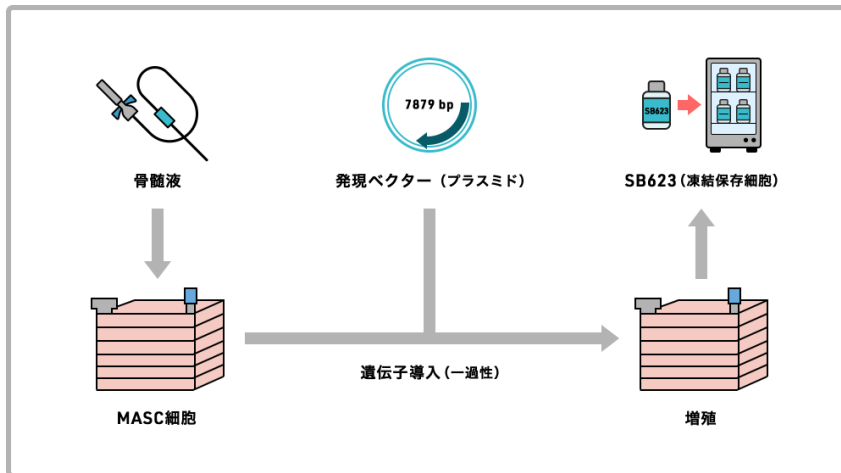 7879 bp
SB623
骨髄液
発現ベクター（プラスミド）
SB623（凍結保存細胞）
遺伝子導入（一過性）
MASC細胞
増殖